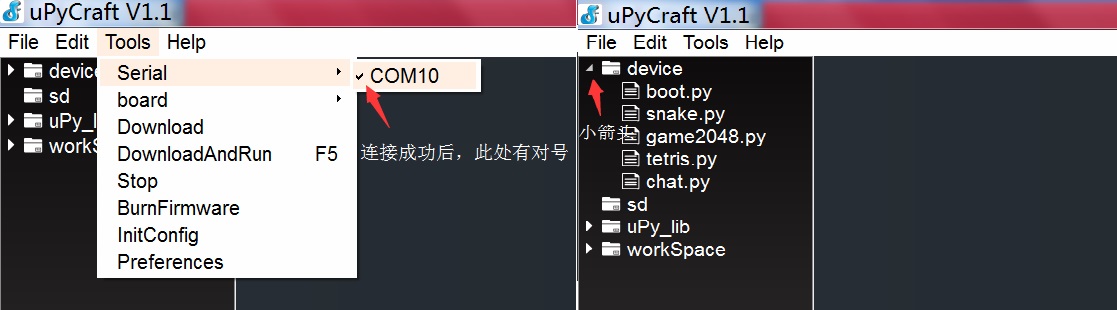 uPyCraft V1.1
File Edit Tools Help
device
sd
uPy_l
workS
Serial
board
Download
DownloadAndRun F5
Stop
BurnFirmware
InitConfig
Preferences
COM10
连接成功后，此处有对号
uPyCraft V1.1
File Edit Tools Help
device
boot.py
snake.py
小箭头
game2048.py
tetris.py
chat.py
sd
uPy_lib
workSpace